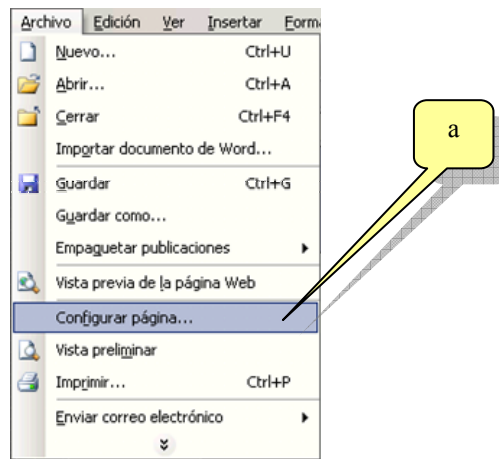 Archivo Edición Ver Insertar Form
Nuevo... Ctrl+U
Abrir... Ctrl+A
Cerrar Ctrl+F4
Importar documento de Word...
Guardar Ctrl+G
Guardar como...
Empaquetar publicaciones
Vista previa de la página Web
Configurar página...
Vista preliminar
Imprimir... Ctrl+P
Enviar correo electrónico
a